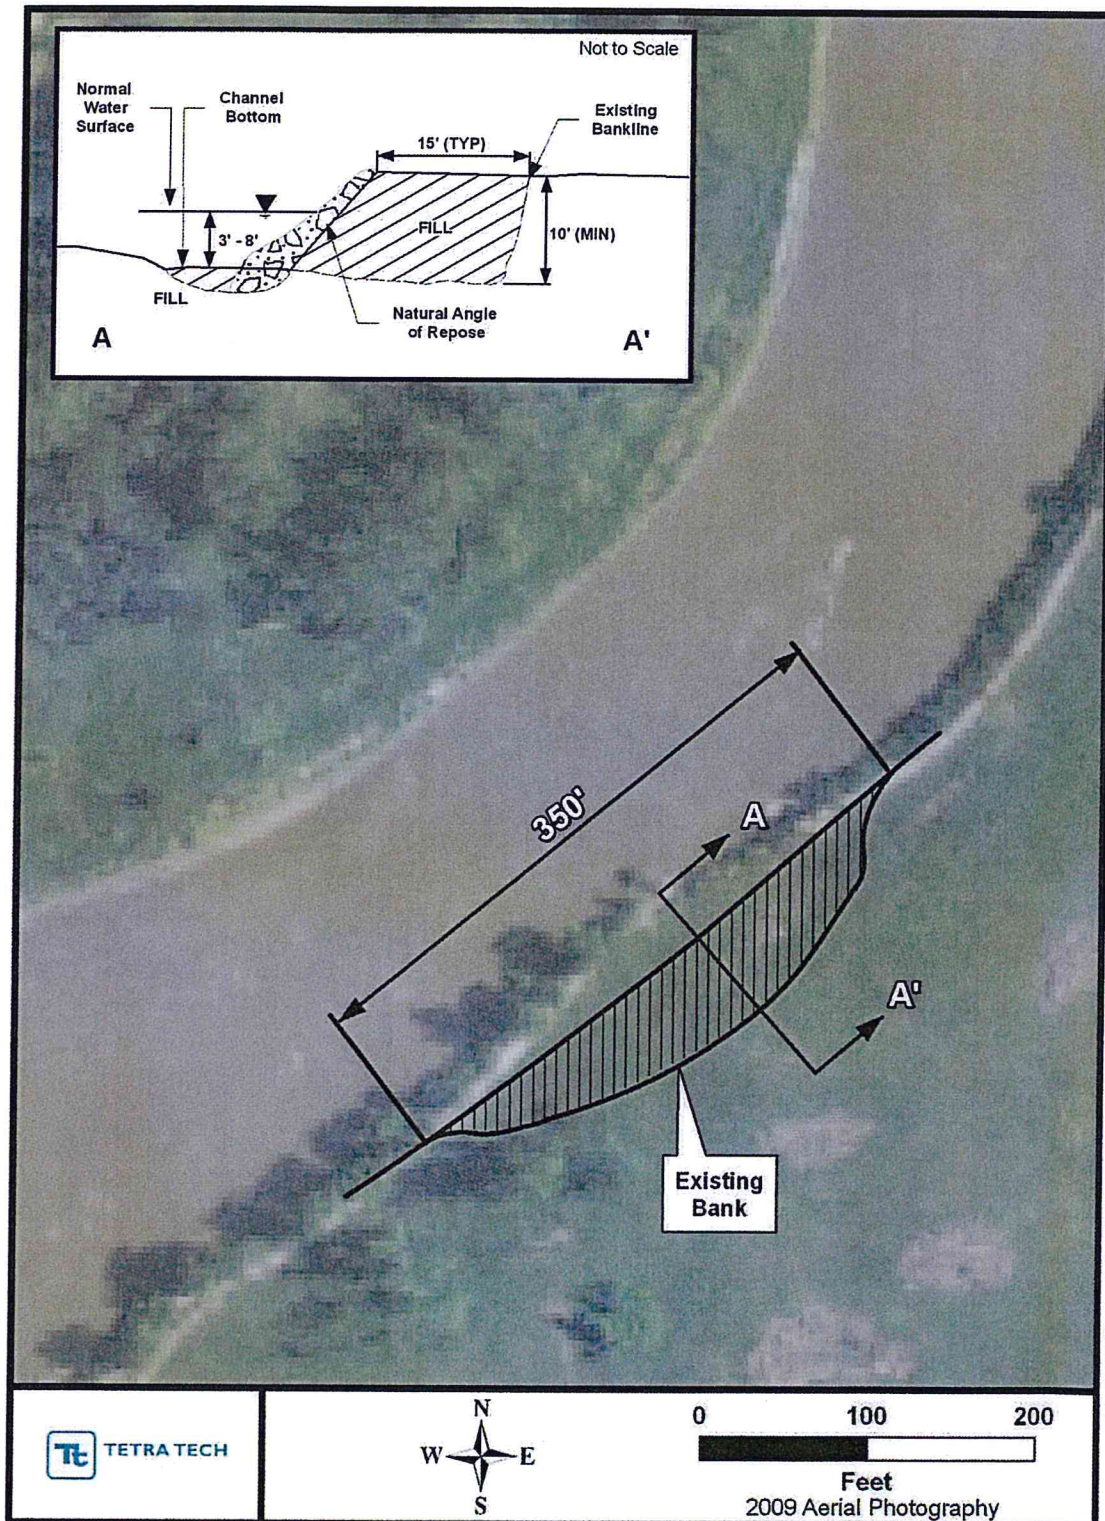 Not to Scale
Normal
Water
Surface
Channel
Bottom
Existing
Bankline
15' (TYP)
3' - 8'
FILL
10' (MIN)
FILL
Natural Angle
of Repose
A
A'
350'
A
A'
Existing
Bank
Tt TETRA TECH
N
W E
S
0 100 200
Feet
2009 Aerial Photography